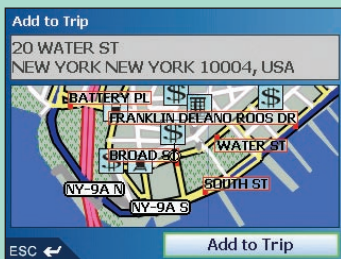 Add to Trip
20 WATER ST
NEW YORK NEW YORK 10004, USA
BATTERY PL
FRANKLIN DELANO ROOS DR
BROAD ST
WATER ST
SOUTH ST
NY-9A N
NY-9A S
ESC
Add to Trip